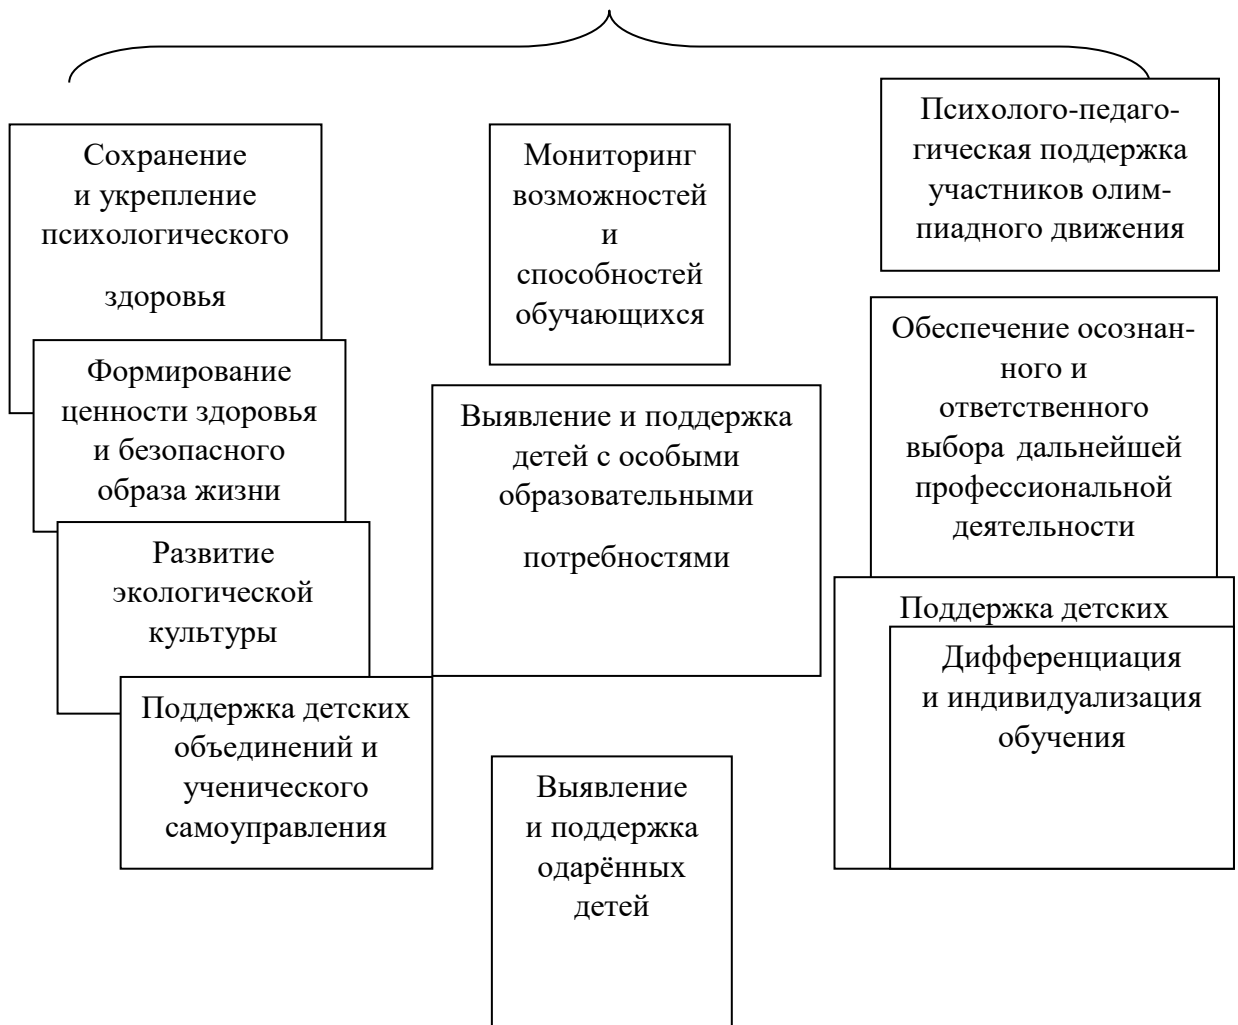 Сохранение
и укрепление
психологического
здоровья
Формирование
ценности здоровья
и безопасного
образа жизни
Развитие
экологической
культуры
Поддержка детских
объединений и
ученического
самоуправления
Мониторинг
возможностей
и
способностей
обучающихся
Выявление и поддержка
детей с особыми
образовательными
потребностями
Выявление
и поддержка
одарённых
детей
Психолого-педаго-
гическая поддержка
участников олим-
пиадного движения
Обеспечение осознан-
ного и
ответственного
выбора дальнейшей
профессиональной
деятельности
Поддержка детских
Дифференциация
и индивидуализация
обучения